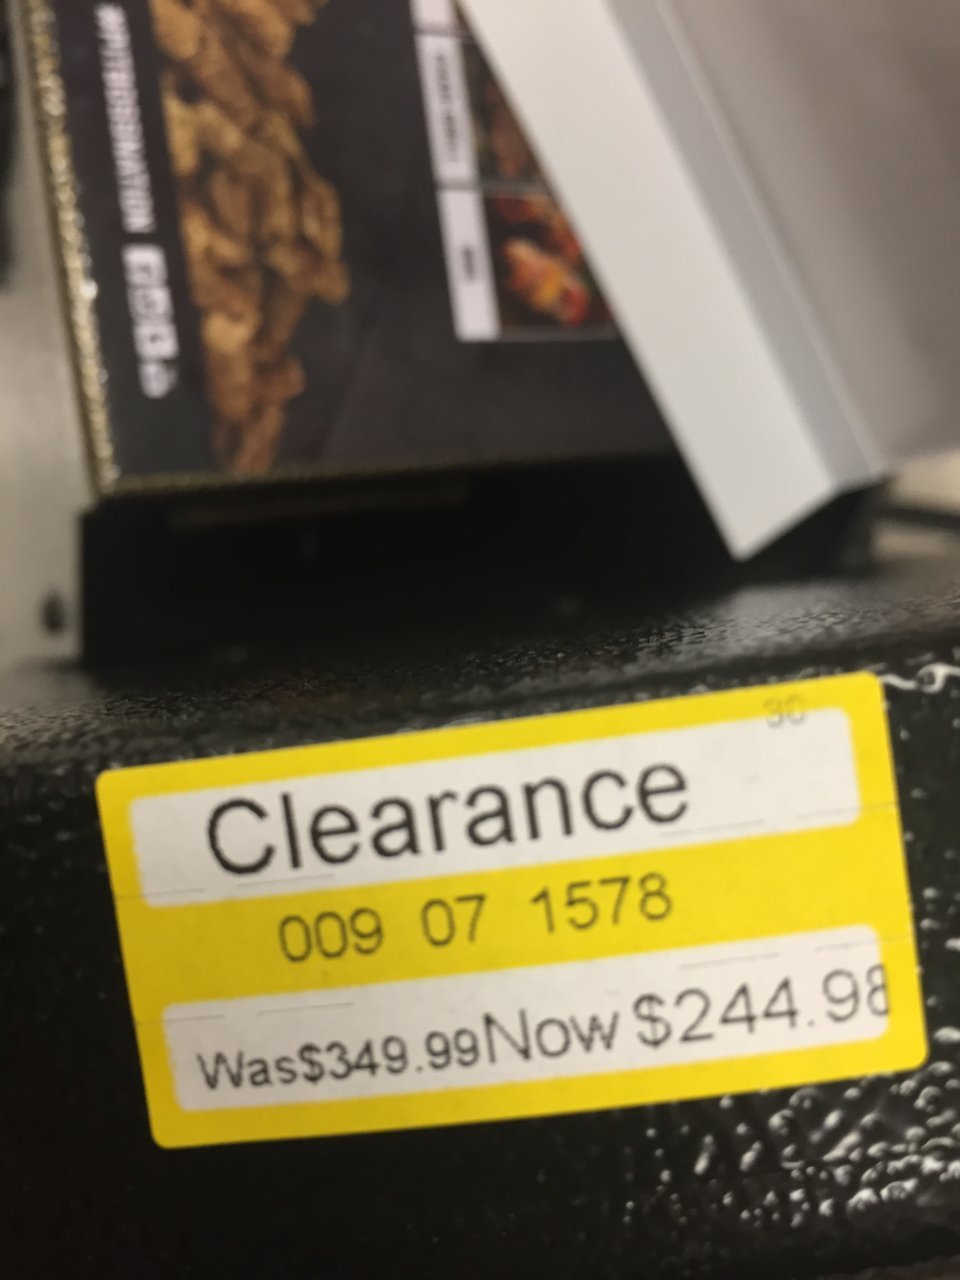 30
Clearance
009 07 1578
Was$349.99Now $244.98